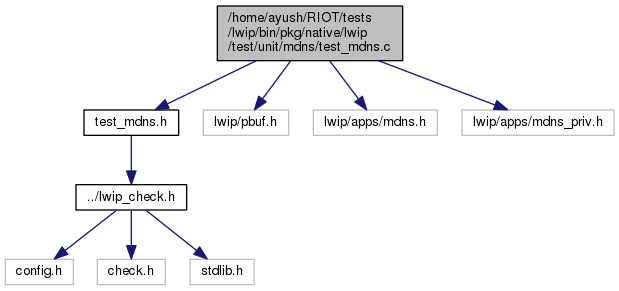 /home/ayush/RIOT/tests
/lwip/bin/pkg/native/lwip
/test/unit/mdns/test_mdns.c
test_mdns.h
lwip/pbuf.h
lwip/apps/mdns.h
lwip/apps/mdns_priv.h
../lwip_check.h
config.h
check.h
stdlib.h